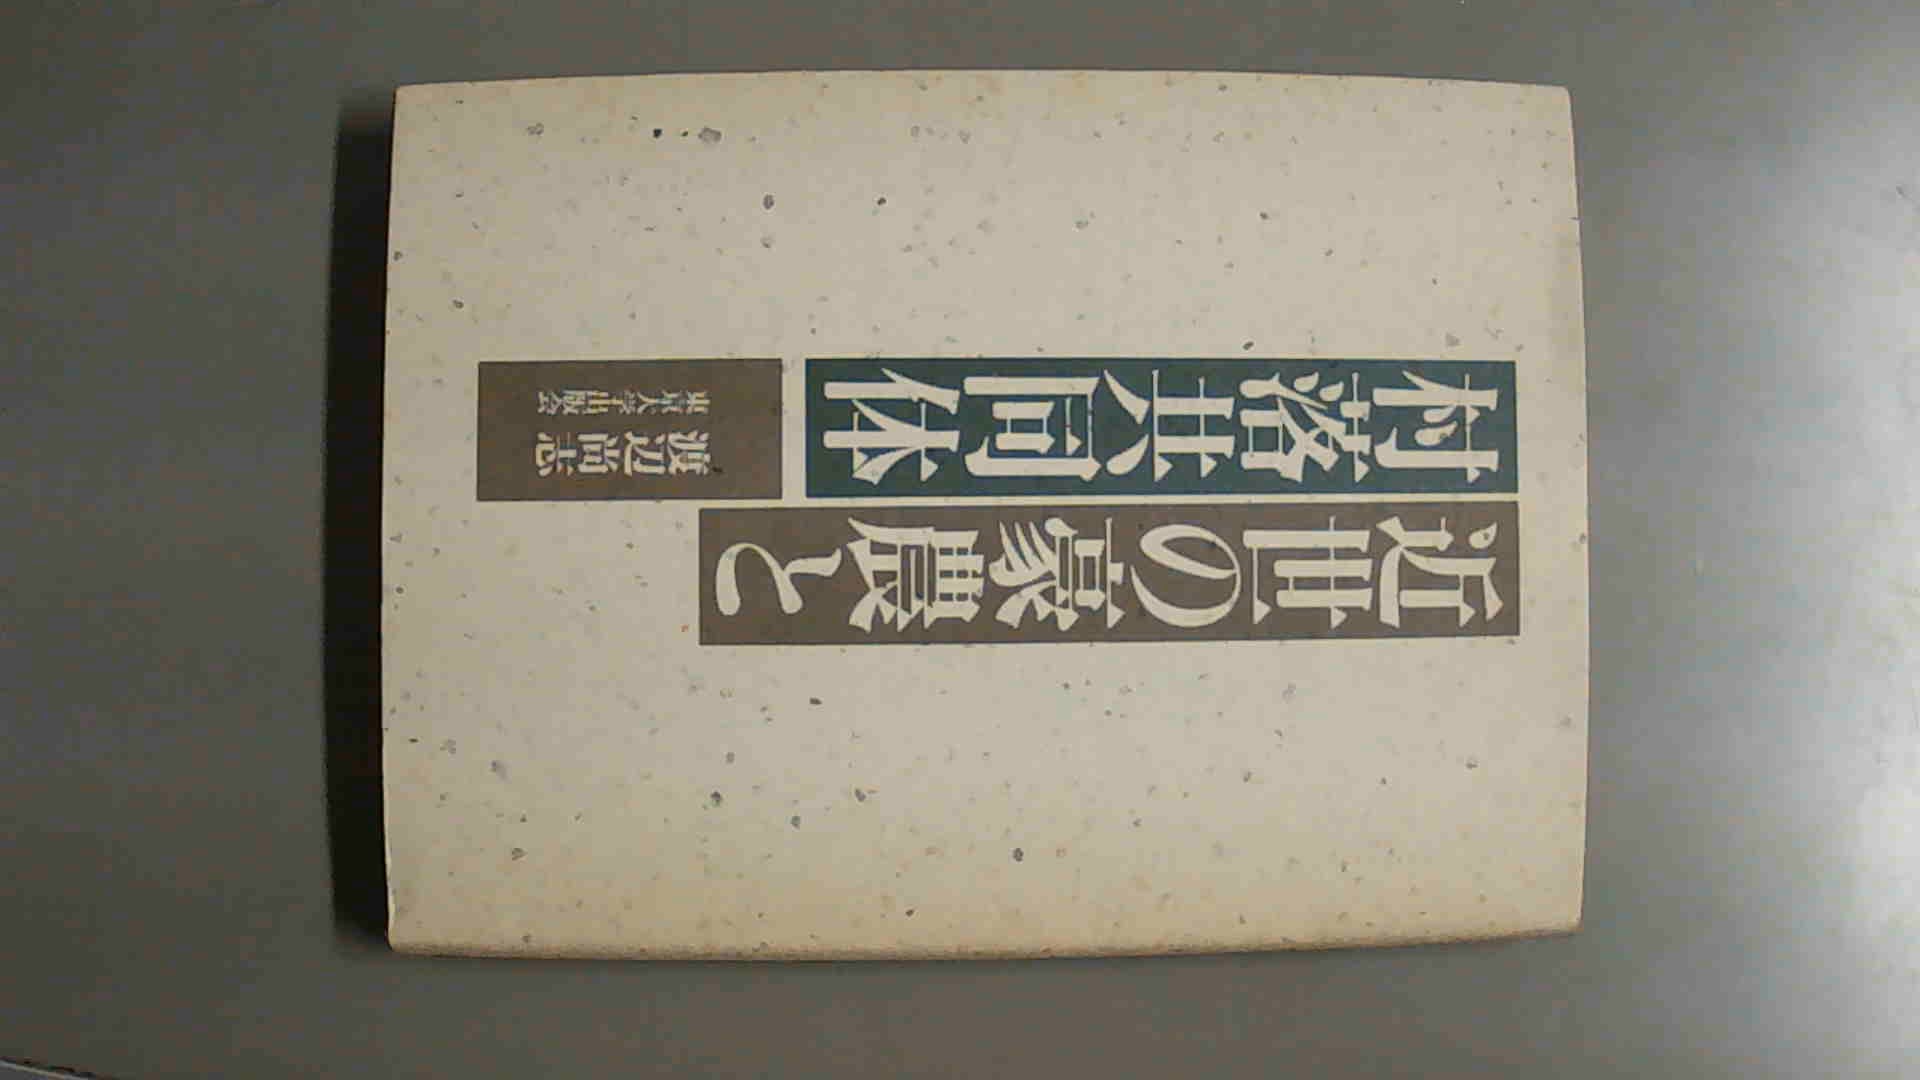 近世の豪農と
村落共同体
渡辺尚志
東京大学出版会